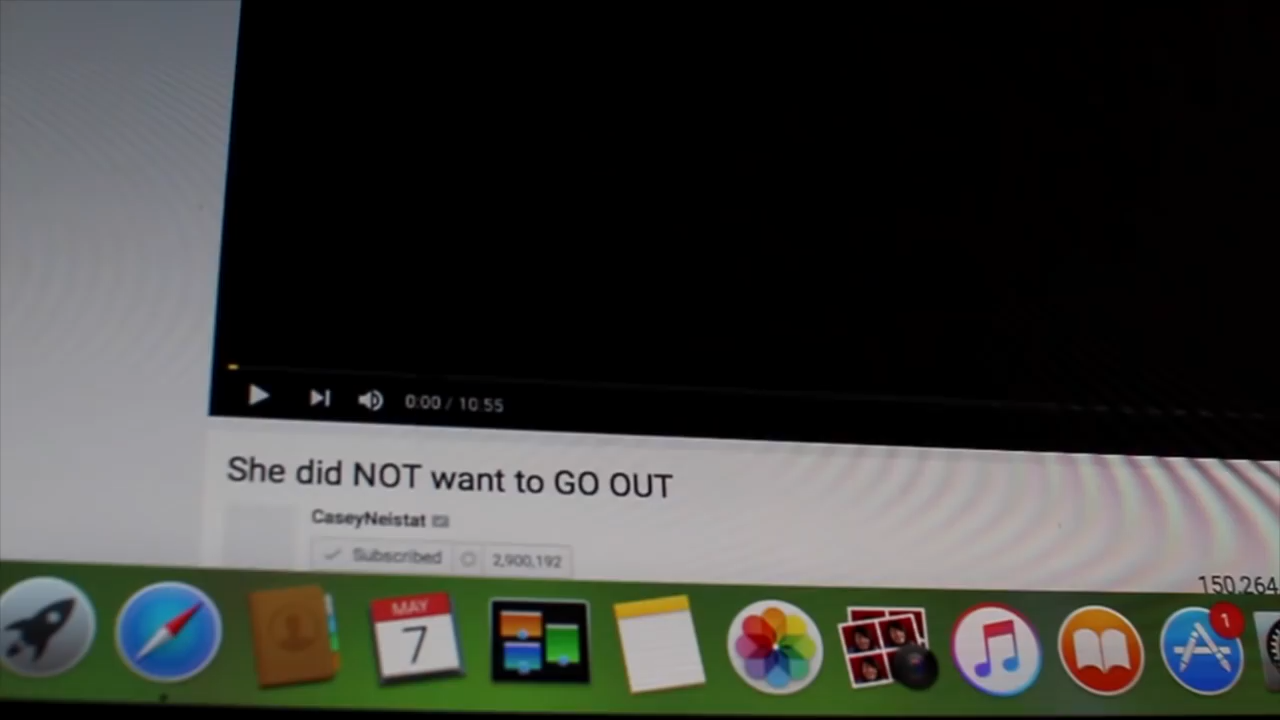 0:00 / 10:55
She did NOT want to GO OUT
CaseyNeistat
Subscribed 2,900,192
150,264
MAY
7
1